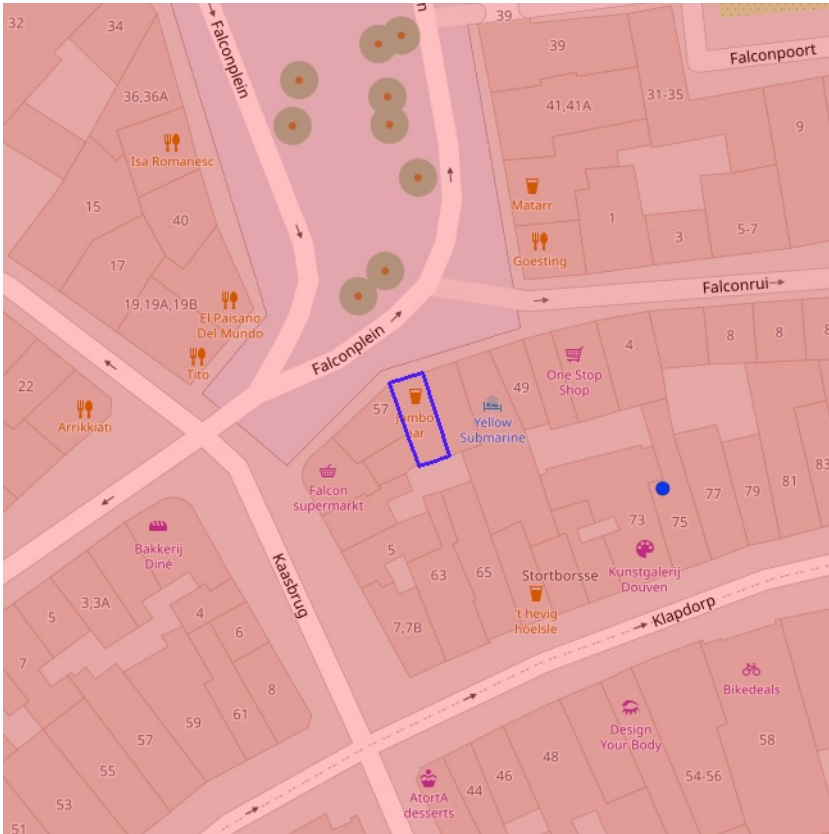 32
34
39
Falconplein
n
39
Falconpoort
36,36A
41,41A
31-35
9
Isa Romanesc
15
40
Matarr
1
3
5-7
17
Goesting
19,19A,19B
El Paisano
Del Mundo
Falconrui
Falconplein
4
8
8
8
Tito
22
Arrikkiati
57
Jumbo
bar
49
One Stop
Shop
Yellow
Submarine
Falcon
supermarkt
73
75
77
79
81
83
Bakkerij
Diné
Kaasbrug
5
63
65
Stortborsse
Kunstgalerij
Douven
't hevig
hoelsle
Klapdorp
5
3,3A
4
6
7,7B
7
8
Bikedeals
57
59
61
Design
Your Body
58
55
48
54-56
53
46
44
AtortA
desserts
51